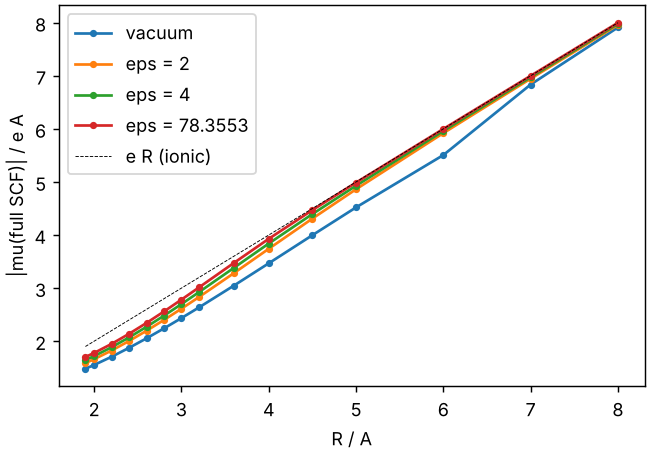 8
7
6
5
4
3
2
|mu(full SCF)| / e A
vacuum
eps = 2
eps = 4
eps = 78.3553
e R (ionic)
2 3 4 5 6 7 8
R / A